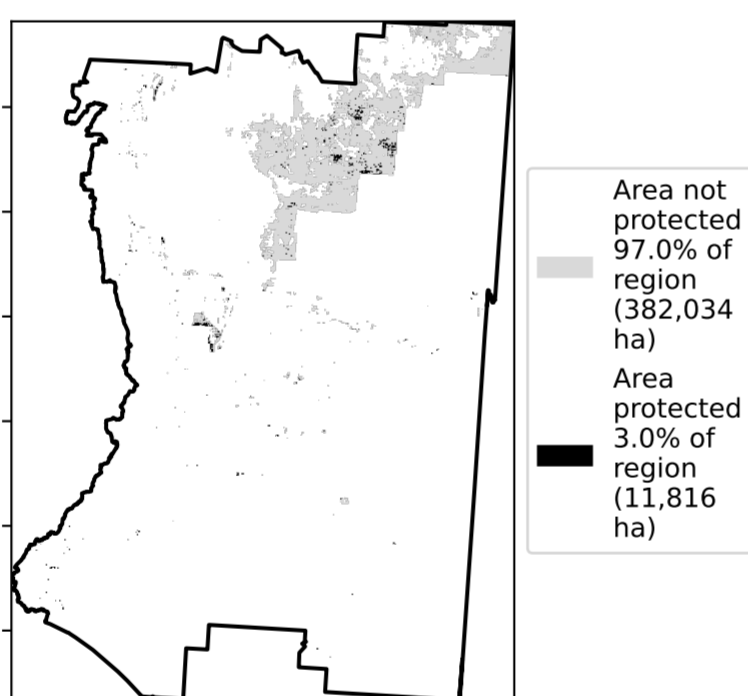 Area not
protected
97.0% of
region
(382,034
ha)
Area
protected
3.0% of
region
(11,816
ha)